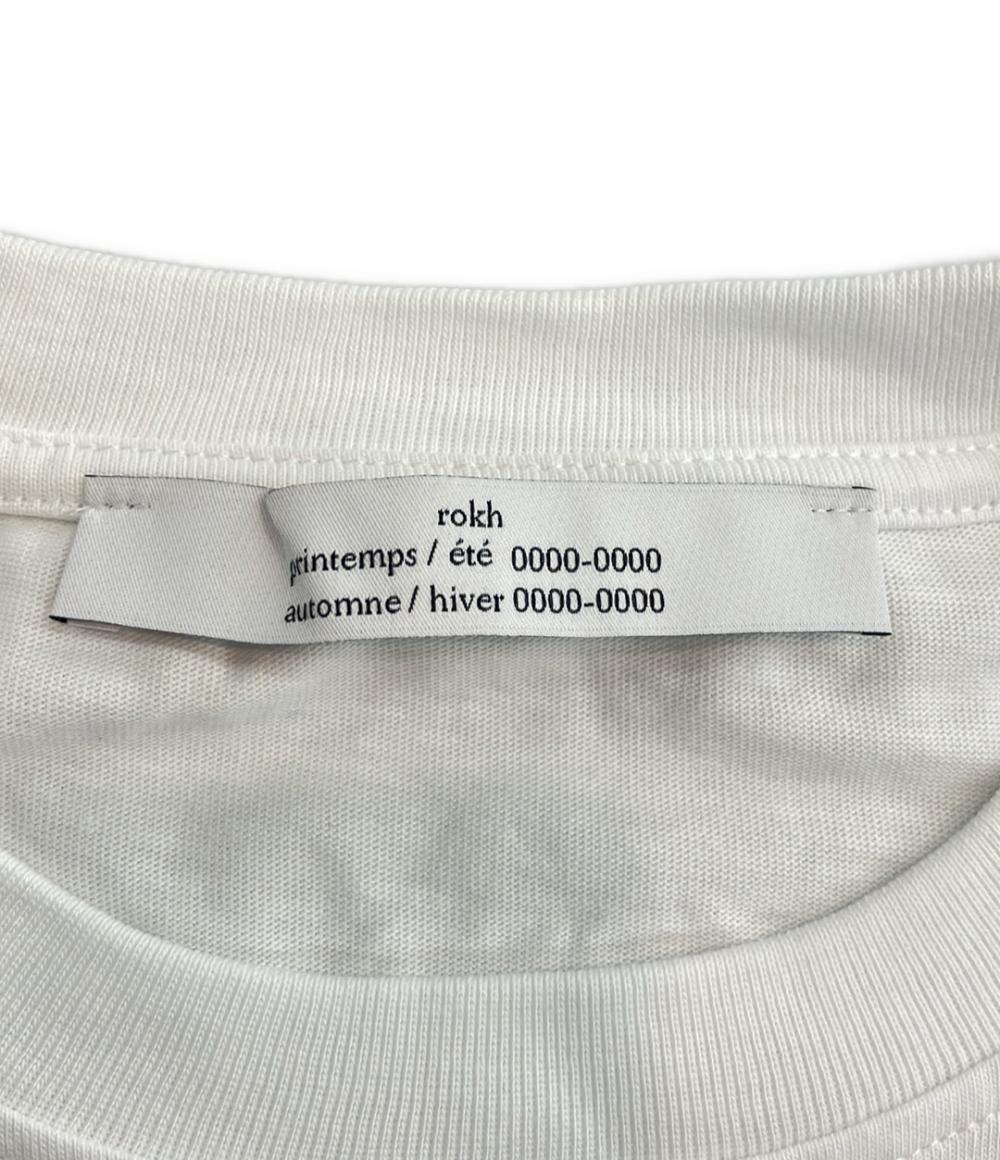 rokh
printemps / été 0000-0000
automne / hiver 0000-0000